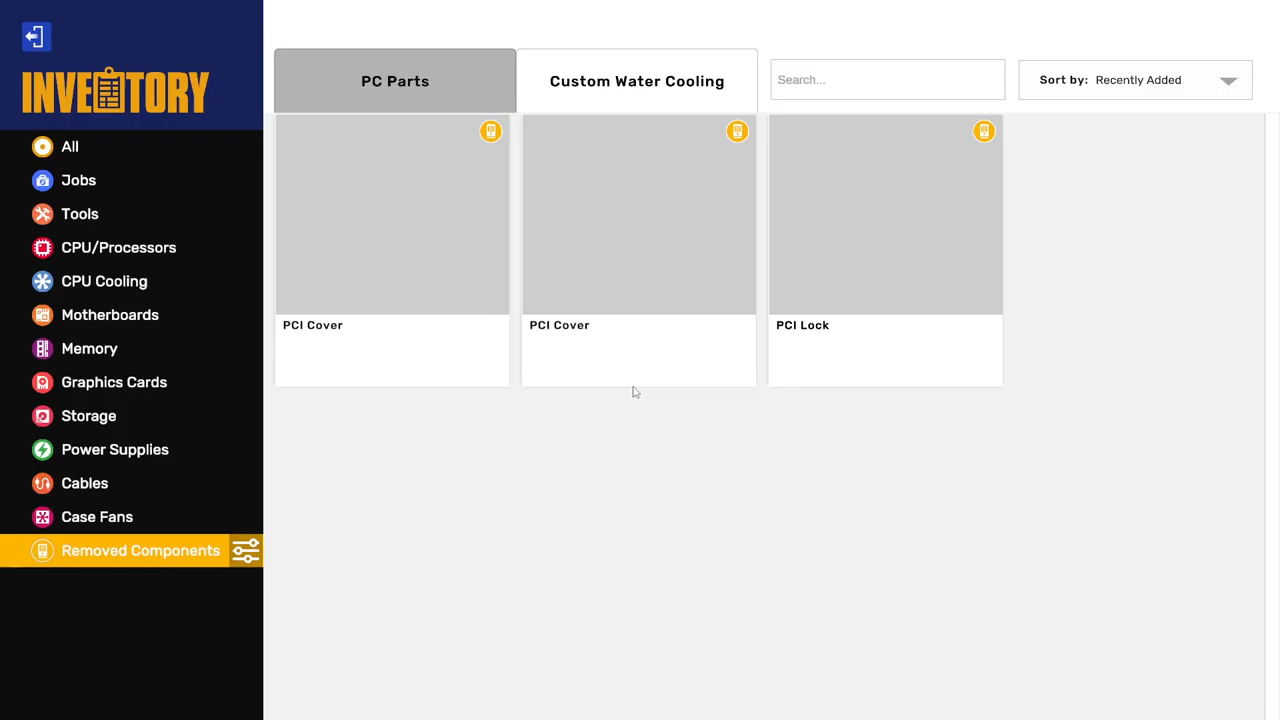 INVENTORY
All
Jobs
Tools
CPU/Processors
CPU Cooling
Motherboards
Memory
Graphics Cards
Storage
Power Supplies
Cables
Case Fans
Removed Components
PC Parts
Custom Water Cooling
Search...
Sort by: Recently Added
PCI Cover
PCI Cover
PCI Lock